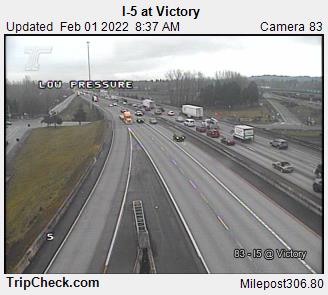 I-5 at Victory
Updated Feb 01 2022 8:37 AM Camera 83
LOW PRESSURE
S
83 - I5 @ Victory
TripCheck.com Milepost306.80